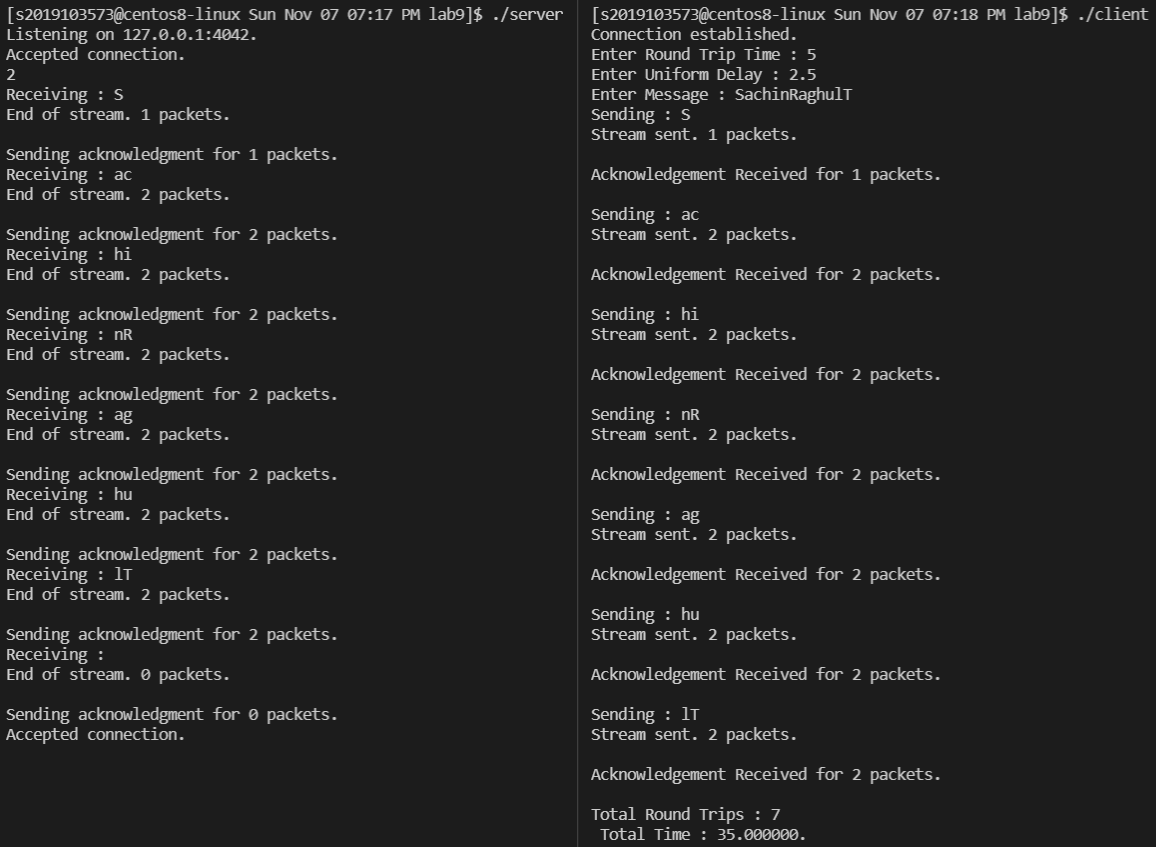 [s2019103573@centos8-linux Sun Nov 07 07:17 PM lab9]$ ./server
Listening on 127.0.0.1:4042.
Accepted connection.
2
Receiving : S
End of stream. 1 packets.
Sending acknowledgment for 1 packets.
Receiving : ac
End of stream. 2 packets.
Sending acknowledgment for 2 packets.
Receiving : hi
End of stream. 2 packets.
Sending acknowledgment for 2 packets.
Receiving : nR
End of stream. 2 packets.
Sending acknowledgment for 2 packets.
Receiving : ag
End of stream. 2 packets.
Sending acknowledgment for 2 packets.
Receiving : hu
End of stream. 2 packets.
Sending acknowledgment for 2 packets.
Receiving : lT
End of stream. 2 packets.
Sending acknowledgment for 2 packets.
Receiving :
End of stream. 0 packets.
Sending acknowledgment for 0 packets.
Accepted connection.
[s2019103573@centos8-linux Sun Nov 07 07:18 PM lab9]$ ./client
Connection established.
Enter Round Trip Time : 5
Enter Uniform Delay : 2.5
Enter Message : SachinRaghulT
Sending : S
Stream sent. 1 packets.
Acknowledgement Received for 1 packets.
Sending : ac
Stream sent. 2 packets.
Acknowledgement Received for 2 packets.
Sending : hi
Stream sent. 2 packets.
Acknowledgement Received for 2 packets.
Sending : nR
Stream sent. 2 packets.
Acknowledgement Received for 2 packets.
Sending : ag
Stream sent. 2 packets.
Acknowledgement Received for 2 packets.
Sending : hu
Stream sent. 2 packets.
Acknowledgement Received for 2 packets.
Sending : lT
Stream sent. 2 packets.
Acknowledgement Received for 2 packets.
Total Round Trips : 7
Total Time : 35.000000.